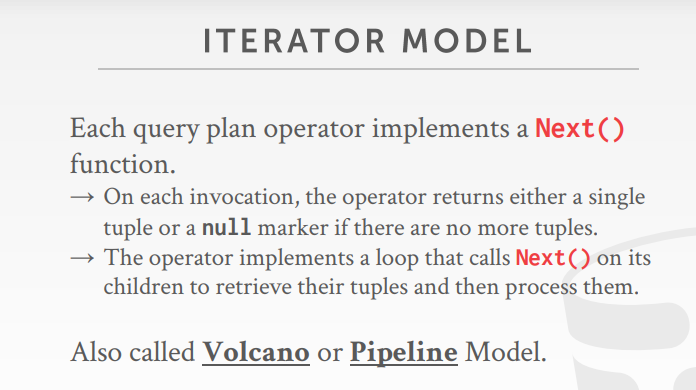 ITERATOR MODEL
Each query plan operator implements a Next()
function.
→ On each invocation, the operator returns either a single
tuple or a null marker if there are no more tuples.
→ The operator implements a loop that calls Next() on its
children to retrieve their tuples and then process them.
Also called Volcano or Pipeline Model.